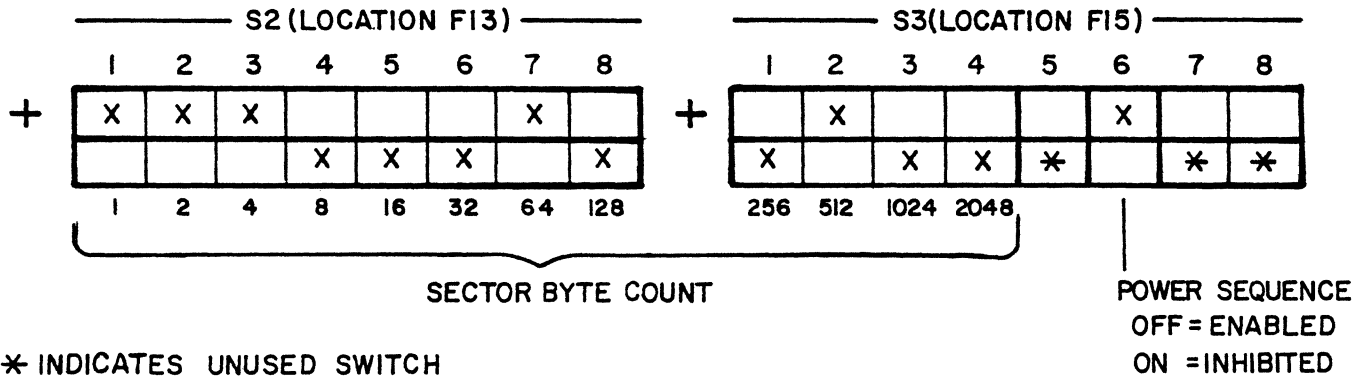 S2 (LOCATION F13) S3(LOCATION F15)
1 2 3 4 5 6 7 8 1 2 3 4 5 6 7 8
+ X X X X + X X
X X X X X X X * * *
1 2 4 8 16 32 64 128 256 512 1024 2048
SECTOR BYTE COUNT
POWER SEQUENCE
OFF = ENABLED
ON = INHIBITED
* INDICATES UNUSED SWITCH